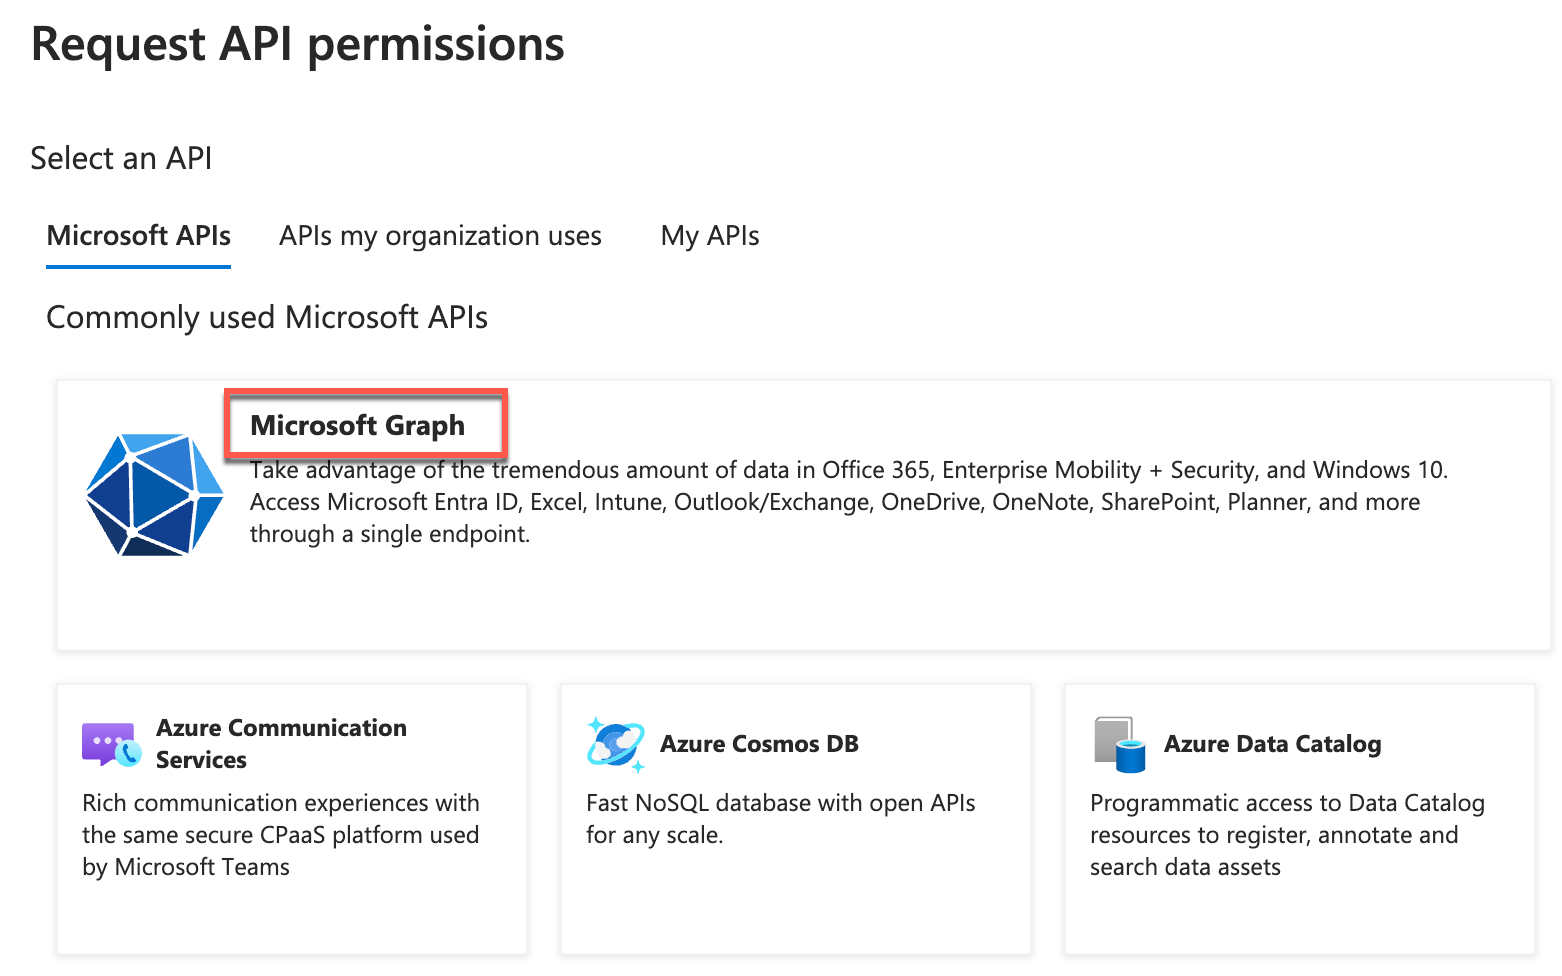 Request API permissions
Select an API
Microsoft APIs
APIs my organization uses
My APIs
Commonly used Microsoft APIs
Microsoft Graph
Take advantage of the tremendous amount of data in Office 365, Enterprise Mobility + Security, and Windows 10.
Access Microsoft Entra ID, Excel, Intune, Outlook/Exchange, OneDrive, OneNote, SharePoint, Planner, and more
through a single endpoint.
Azure Communication
Services
Rich communication experiences with
the same secure CPaaS platform used
by Microsoft Teams
Azure Cosmos DB
Fast NoSQL database with open APIs
for any scale.
Azure Data Catalog
Programmatic access to Data Catalog
resources to register, annotate and
search data assets